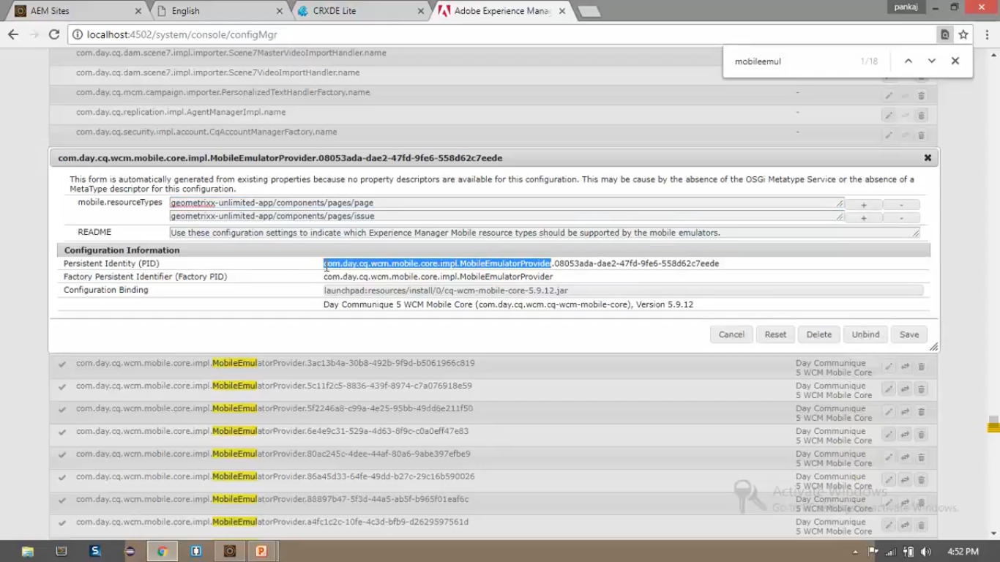 AEM Sites
English
CRXDE Lite
Adobe Experience Mana
pankaj
localhost:4502/system/console/configMgr
mobileemul 1/18
com.day.cq.dam.scene7.impl.importer.Scene7MasterVideoImportHandler.name
com.day.cq.dam.scene7.impl.importer.Scene7VideoImportHandler.name
com.day.cq.mcm.campaign.importer.PersonalizedTextHandlerFactory.name -
com.day.cq.replication.impl.AgentManagerImpl.name -
com.day.cq.security.impl.account.CqAccountManagerFactory.name -
com.day.cq.wcm.mobile.core.impl.MobileEmulatorProvider.08053ada-dae2-47fd-9fe6-558d62c7eede
This form is automatically generated from existing properties because no property descriptors are available for this configuration. This may be cause by the absence of the OSGi Metatype Service or the absence of a
MetaType descriptor for this configuration.
mobile.resourceTypes geometrixx-unlimited-app/components/pages/page + -
geometrixx-unlimited-app/components/pages/issue + -
README Use these configuration settings to indicate which Experience Manager Mobile resource types should be supported by the mobile emulators.
Configuration Information
Persistent Identity (PID) com.day.cq.wcm.mobile.core.impl.MobileEmulatorProvider.08053ada-dae2-47fd-9fe6-558d62c7eede
Factory Persistent Identifier (Factory PID) com.day.cq.wcm.mobile.core.impl.MobileEmulatorProvider
Configuration Binding launchpad:resources/install/0/cq-wcm-mobile-core-5.9.12.jar
Day Communique 5 WCM Mobile Core (com.day.cq.wcm.cq-wcm-mobile-core), Version 5.9.12
Cancel Reset Delete Unbind Save
com.day.cq.wcm.mobile.core.impl.MobileEmulatorProvider.3ac13b4a-30b8-492b-9f9d-b5061966c819 Day Communique
5 WCM Mobile Core
com.day.cq.wcm.mobile.core.impl.MobileEmulatorProvider.5c11f2c5-8836-439f-8974-c7a076918e59 Day Communique
5 WCM Mobile Core
com.day.cq.wcm.mobile.core.impl.MobileEmulatorProvider.5f2246a8-c99a-4e25-95bb-49dd6e211f50 Day Communique
5 WCM Mobile Core
com.day.cq.wcm.mobile.core.impl.MobileEmulatorProvider.6e4e9c31-529a-4d63-8f9c-c0a0eff47e83 Day Communique
5 WCM Mobile Core
com.day.cq.wcm.mobile.core.impl.MobileEmulatorProvider.80ac245c-4dee-44af-80a6-9abe397efbe9 Day Communique
5 WCM Mobile Core
com.day.cq.wcm.mobile.core.impl.MobileEmulatorProvider.86a45d33-64fe-49dd-b27c-29c16b590026 Day Communique
5 WCM Mobile Core
com.day.cq.wcm.mobile.core.impl.MobileEmulatorProvider.88897b47-5f3d-44a5-ab5f-b965f01eaf6c Day Communique
5 WCM Mobile Core
com.day.cq.wcm.mobile.core.impl.MobileEmulatorProvider.a4fc1c2c-10fe-4c3d-bfb9-d2629597561d Day Communique
5 WCM Mobile Core
Activate Windows
4:52 PM